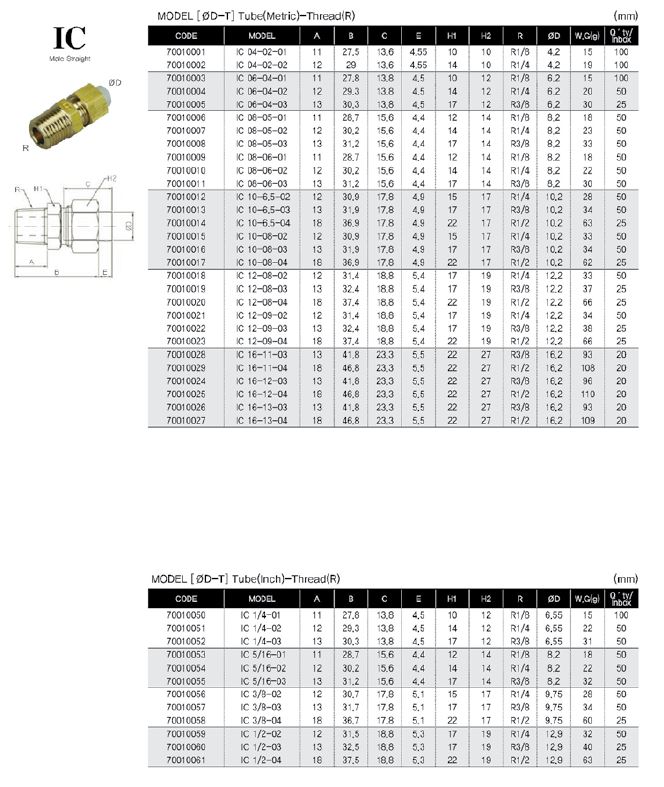 IC
Male Straight
ØD
R
C
H2
R
H1
ØD
A
B
E
MODEL [ØD-T] Tube(Metric)-Thread(R) (mm)
CODE MODEL A B C E H1 H2 R ØD W.G(g) Q'ty/Inbox
70010001 IC 04-02-01 11 27.5 13.6 4.55 10 10 R1/8 4.2 15 100
70010002 IC 04-02-02 12 29 13.6 4.55 14 10 R1/4 4.2 19 100
70010003 IC 06-04-01 11 27.8 13.8 4.5 10 12 R1/8 6.2 15 100
70010004 IC 06-04-02 12 29.3 13.8 4.5 14 12 R1/4 6.2 20 50
70010005 IC 06-04-03 13 30.3 13.8 4.5 17 12 R3/8 6.2 30 25
70010006 IC 08-05-01 11 28.7 15.6 4.4 12 14 R1/8 8.2 18 50
70010007 IC 08-05-02 12 30.2 15.6 4.4 14 14 R1/4 8.2 23 50
70010008 IC 08-05-03 13 31.2 15.6 4.4 17 14 R3/8 8.2 33 50
70010009 IC 08-06-01 11 28.7 15.6 4.4 12 14 R1/8 8.2 18 50
70010010 IC 08-06-02 12 30.2 15.6 4.4 14 14 R1/4 8.2 22 50
70010011 IC 08-06-03 13 31.2 15.6 4.4 17 14 R3/8 8.2 30 50
70010012 IC 10-6.5-02 12 30.9 17.8 4.9 15 17 R1/4 10.2 28 50
70010013 IC 10-6.5-03 13 31.9 17.8 4.9 17 17 R3/8 10.2 34 50
70010014 IC 10-6.5-04 18 36.9 17.8 4.9 22 17 R1/2 10.2 63 25
70010015 IC 10-08-02 12 30.9 17.8 4.9 15 17 R1/4 10.2 33 50
70010016 IC 10-08-03 13 31.9 17.8 4.9 17 17 R3/8 10.2 34 50
70010017 IC 10-08-04 18 36.9 17.8 4.9 22 17 R1/2 10.2 62 25
70010018 IC 12-08-02 12 31.4 18.8 5.4 17 19 R1/4 12.2 33 50
70010019 IC 12-08-03 13 32.4 18.8 5.4 17 19 R3/8 12.2 37 25
70010020 IC 12-08-04 18 37.4 18.8 5.4 22 19 R1/2 12.2 66 25
70010021 IC 12-09-02 12 31.4 18.8 5.4 17 19 R1/4 12.2 34 50
70010022 IC 12-09-03 13 32.4 18.8 5.4 17 19 R3/8 12.2 38 25
70010023 IC 12-09-04 18 37.4 18.8 5.4 22 19 R1/2 12.2 66 25
70010028 IC 16-11-03 13 41.8 23.3 5.5 22 27 R3/8 16.2 93 20
70010029 IC 16-11-04 18 46.8 23.3 5.5 22 27 R1/2 16.2 108 20
70010024 IC 16-12-03 13 41.8 23.3 5.5 22 27 R3/8 16.2 96 20
70010025 IC 16-12-04 18 46.8 23.3 5.5 22 27 R1/2 16.2 110 20
70010026 IC 16-13-03 13 41.8 23.3 5.5 22 27 R3/8 16.2 93 20
70010027 IC 16-13-04 18 46.8 23.3 5.5 22 27 R1/2 16.2 109 20
MODEL [ØD-T] Tube(Inch)-Thread(R) (mm)
CODE MODEL A B C E H1 H2 R ØD W.G(g) Q'ty/Inbox
70010050 IC 1/4-01 11 27.8 13.8 4.5 10 12 R1/8 6.55 15 100
70010051 IC 1/4-02 12 29.3 13.8 4.5 14 12 R1/4 6.55 22 50
70010052 IC 1/4-03 13 30.3 13.8 4.5 17 12 R3/8 6.55 31 50
70010053 IC 5/16-01 11 28.7 15.6 4.4 12 14 R1/8 8.2 18 50
70010054 IC 5/16-02 12 30.2 15.6 4.4 14 14 R1/4 8.2 22 50
70010055 IC 5/16-03 13 31.2 15.6 4.4 17 14 R3/8 8.2 32 50
70010056 IC 3/8-02 12 30.7 17.8 5.1 15 17 R1/4 9.75 28 50
70010057 IC 3/8-03 13 31.7 17.8 5.1 17 17 R3/8 9.75 34 50
70010058 IC 3/8-04 18 36.7 17.8 5.1 22 17 R1/2 9.75 60 25
70010059 IC 1/2-02 12 31.5 18.8 5.3 17 19 R1/4 12.9 32 50
70010060 IC 1/2-03 13 32.5 18.8 5.3 17 19 R3/8 12.9 40 25
70010061 IC 1/2-04 18 37.5 18.8 5.3 22 19 R1/2 12.9 63 25